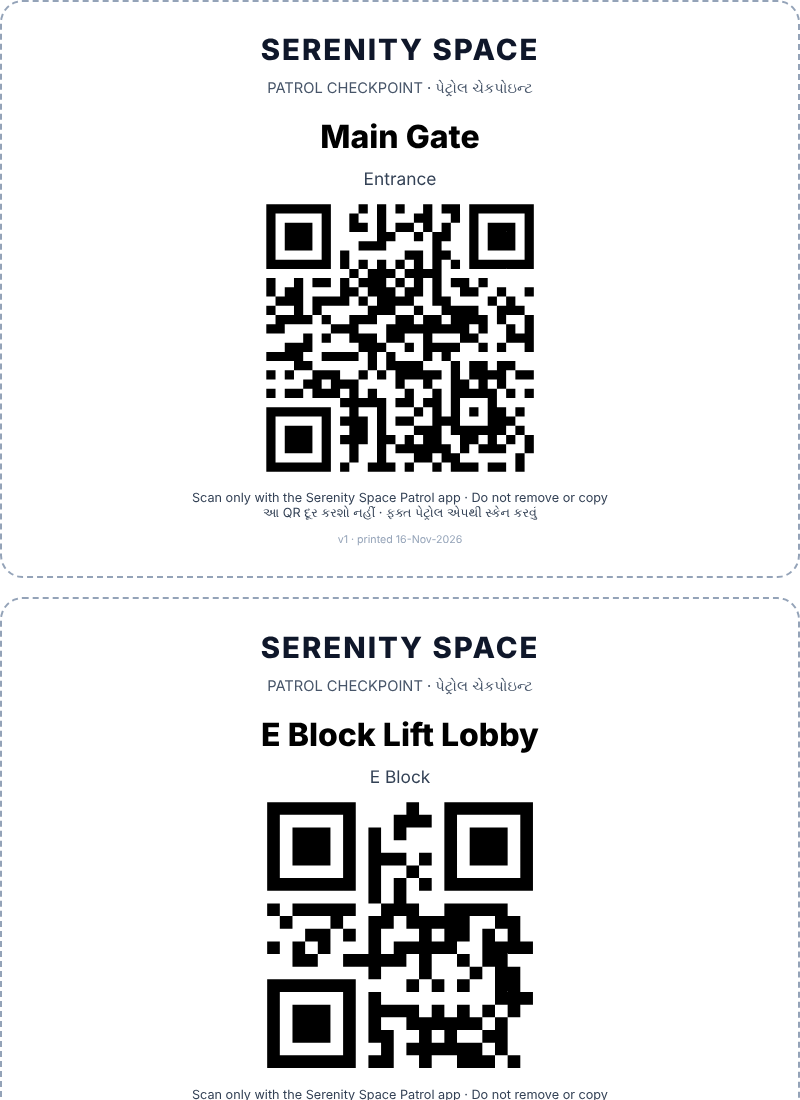 SERENITY SPACE
PATROL CHECKPOINT · પેટ્રોલ ચેકપોઇન્ટ
Main Gate
Entrance
Scan only with the Serenity Space Patrol app · Do not remove or copy
આ QR દૂર કરશો નહીં · ફક્ત પેટ્રોલ એપથી સ્કેન કરવું
v1 · printed 16-Nov-2026
SERENITY SPACE
PATROL CHECKPOINT · પેટ્રોલ ચેકપોઇન્ટ
E Block Lift Lobby
E Block
Scan only with the Serenity Space Patrol app · Do not remove or copy